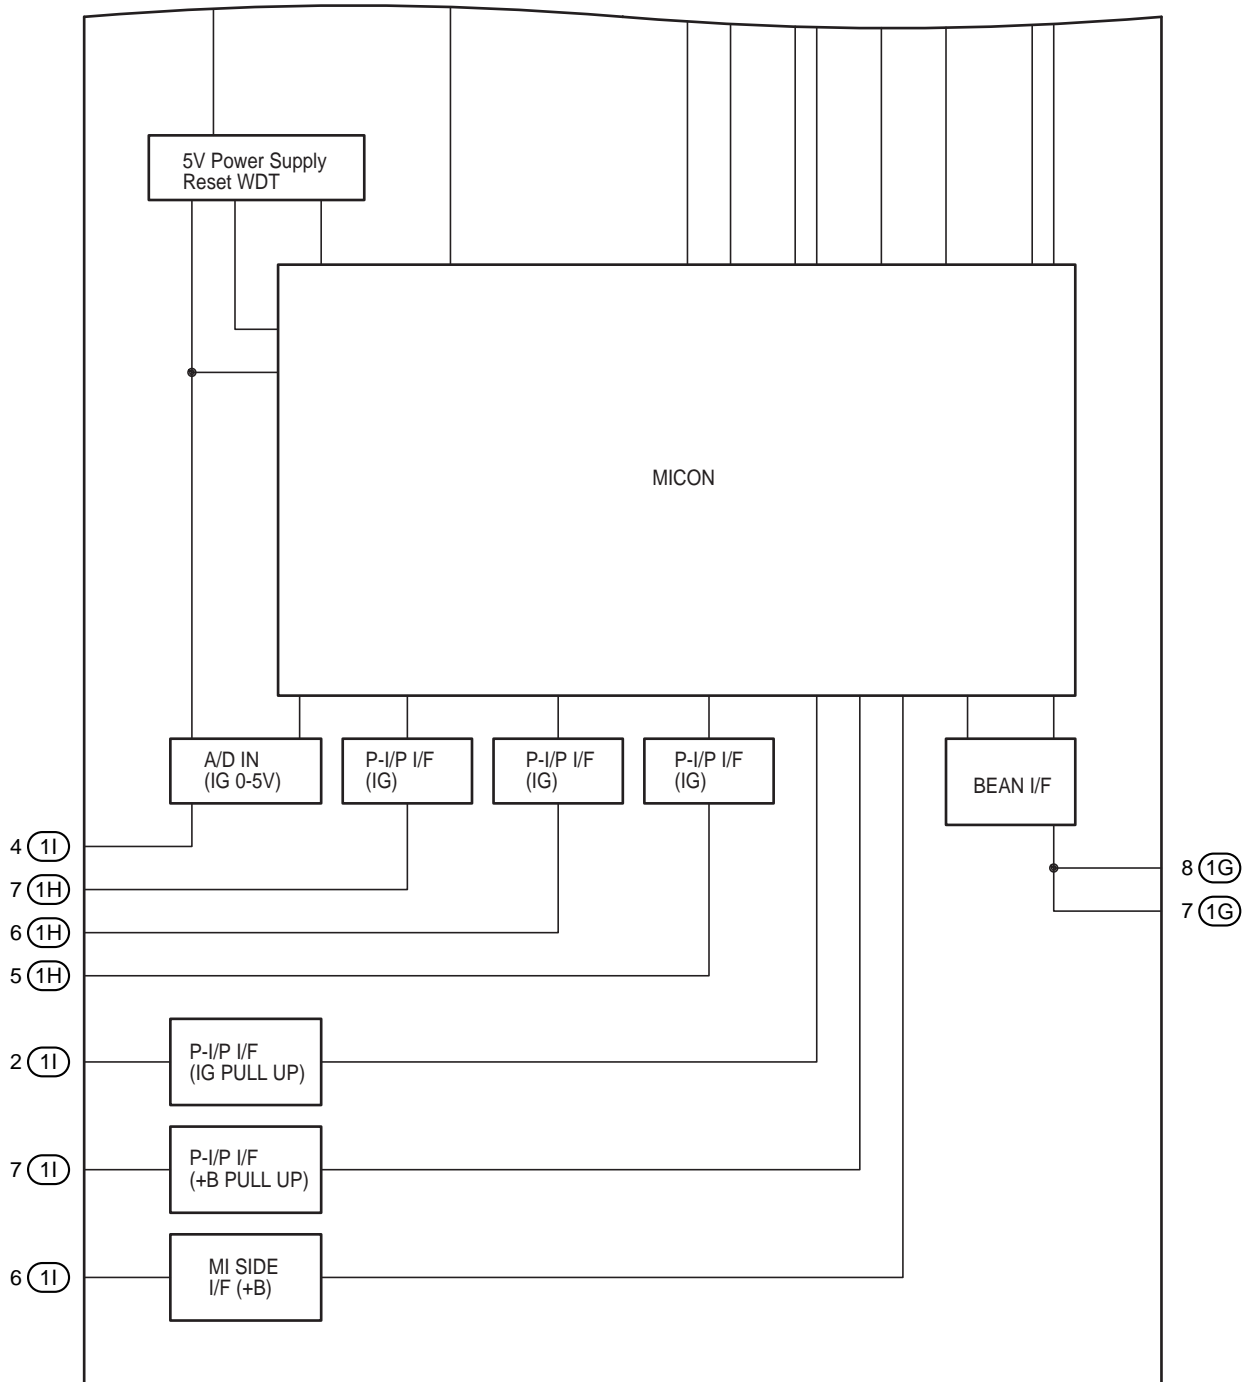 5V Power Supply
Reset WDT
MICON
A/D IN
(IG 0-5V)
P-I/P I/F
(IG)
P-I/P I/F
(IG)
P-I/P I/F
(IG)
BEAN I/F
4 1I
7 1H
6 1H
5 1H
8 1G
7 1G
2 1I
P-I/P I/F
(IG PULL UP)
7 1I
P-I/P I/F
(+B PULL UP)
6 1I
MI SIDE
I/F (+B)